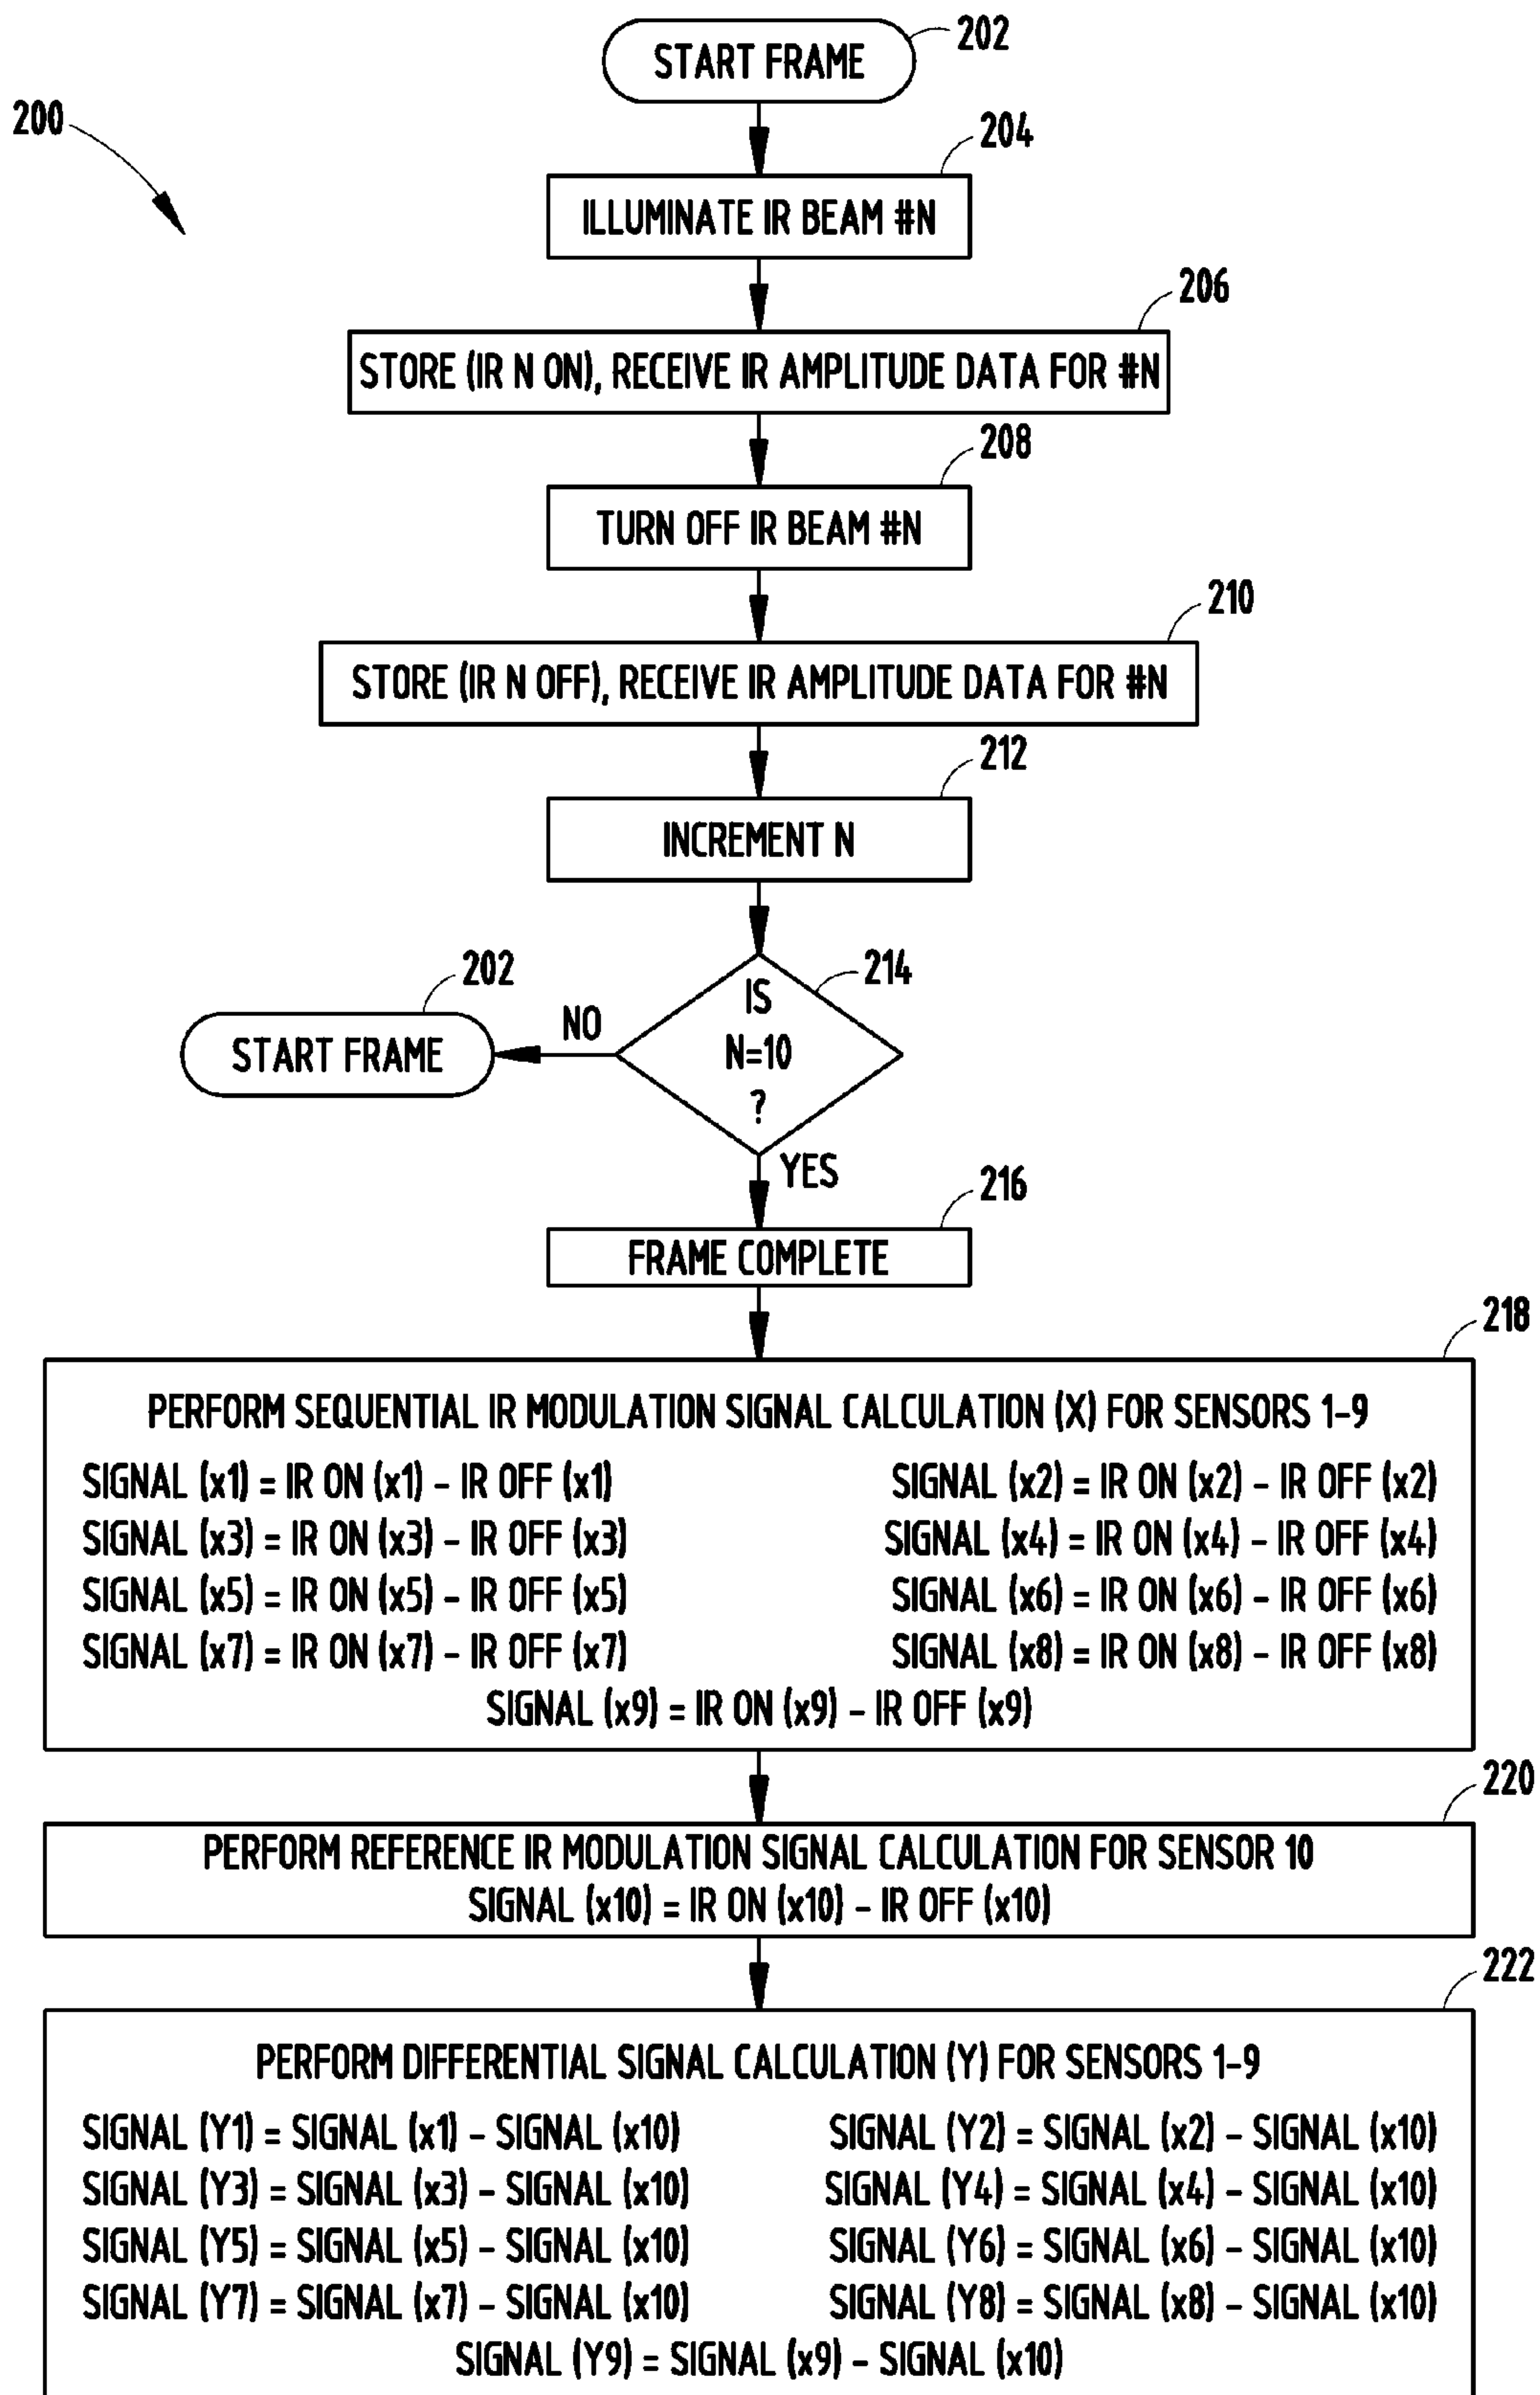 START FRAME
202
200
204
ILLUMINATE IR BEAM #N
206
STORE (IR N ON), RECEIVE IR AMPLITUDE DATA FOR #N
208
TURN OFF IR BEAM #N
210
STORE (IR N OFF), RECEIVE IR AMPLITUDE DATA FOR #N
212
INCREMENT N
202
214
START FRAME
NO
IS
N=10
?
YES
216
FRAME COMPLETE
218
PERFORM SEQUENTIAL IR MODULATION SIGNAL CALCULATION (X) FOR SENSORS 1-9
SIGNAL (x1) = IR ON (x1) - IR OFF (x1) SIGNAL (x2) = IR ON (x2) - IR OFF (x2)
SIGNAL (x3) = IR ON (x3) - IR OFF (x3) SIGNAL (x4) = IR ON (x4) - IR OFF (x4)
SIGNAL (x5) = IR ON (x5) - IR OFF (x5) SIGNAL (x6) = IR ON (x6) - IR OFF (x6)
SIGNAL (x7) = IR ON (x7) - IR OFF (x7) SIGNAL (x8) = IR ON (x8) - IR OFF (x8)
SIGNAL (x9) = IR ON (x9) - IR OFF (x9)
220
PERFORM REFERENCE IR MODULATION SIGNAL CALCULATION FOR SENSOR 10
SIGNAL (x10) = IR ON (x10) - IR OFF (x10)
222
PERFORM DIFFERENTIAL SIGNAL CALCULATION (Y) FOR SENSORS 1-9
SIGNAL (Y1) = SIGNAL (x1) - SIGNAL (x10) SIGNAL (Y2) = SIGNAL (x2) - SIGNAL (x10)
SIGNAL (Y3) = SIGNAL (x3) - SIGNAL (x10) SIGNAL (Y4) = SIGNAL (x4) - SIGNAL (x10)
SIGNAL (Y5) = SIGNAL (x5) - SIGNAL (x10) SIGNAL (Y6) = SIGNAL (x6) - SIGNAL (x10)
SIGNAL (Y7) = SIGNAL (x7) - SIGNAL (x10) SIGNAL (Y8) = SIGNAL (x8) - SIGNAL (x10)
SIGNAL (Y9) = SIGNAL (x9) - SIGNAL (x10)